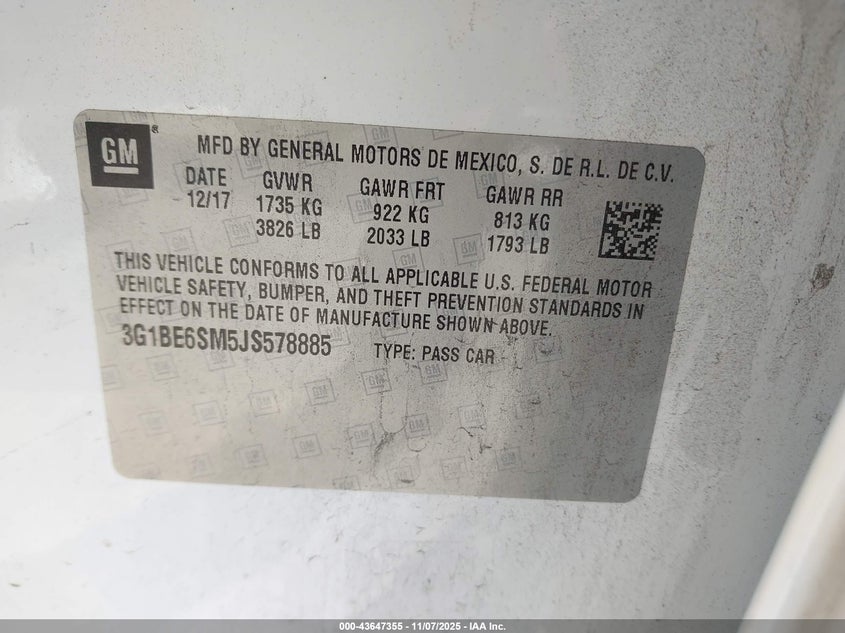 GM
MFD BY GENERAL MOTORS DE MEXICO, S. DE R.L. DE C.V.
DATE GVWR GAWR FRT GAWR RR
12/17 1735 KG 922 KG 813 KG
3826 LB 2033 LB 1793 LB
THIS VEHICLE CONFORMS TO ALL APPLICABLE U.S. FEDERAL MOTOR
VEHICLE SAFETY, BUMPER, AND THEFT PREVENTION STANDARDS IN
EFFECT ON THE DATE OF MANUFACTURE SHOWN ABOVE.
3G1BE6SM5JS578885 TYPE: PASS CAR
000-43647355 - 11/07/2025 - IAA Inc.